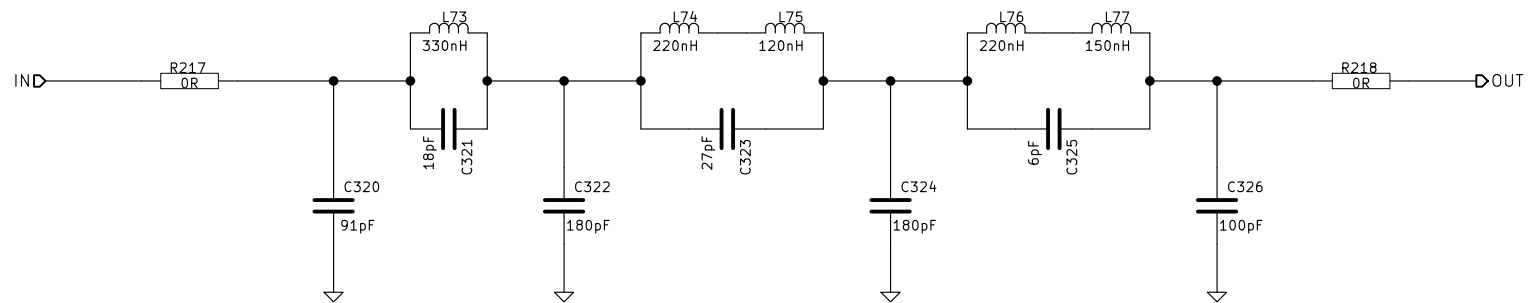 L73
330nH
L74
220nH
L75
120nH
L76
220nH
L77
150nH
IN
R217
0R
R218
0R
OUT
18pF
C321
27pF
C323
6pF
C325
C320
91pF
C322
180pF
C324
180pF
C326
100pF